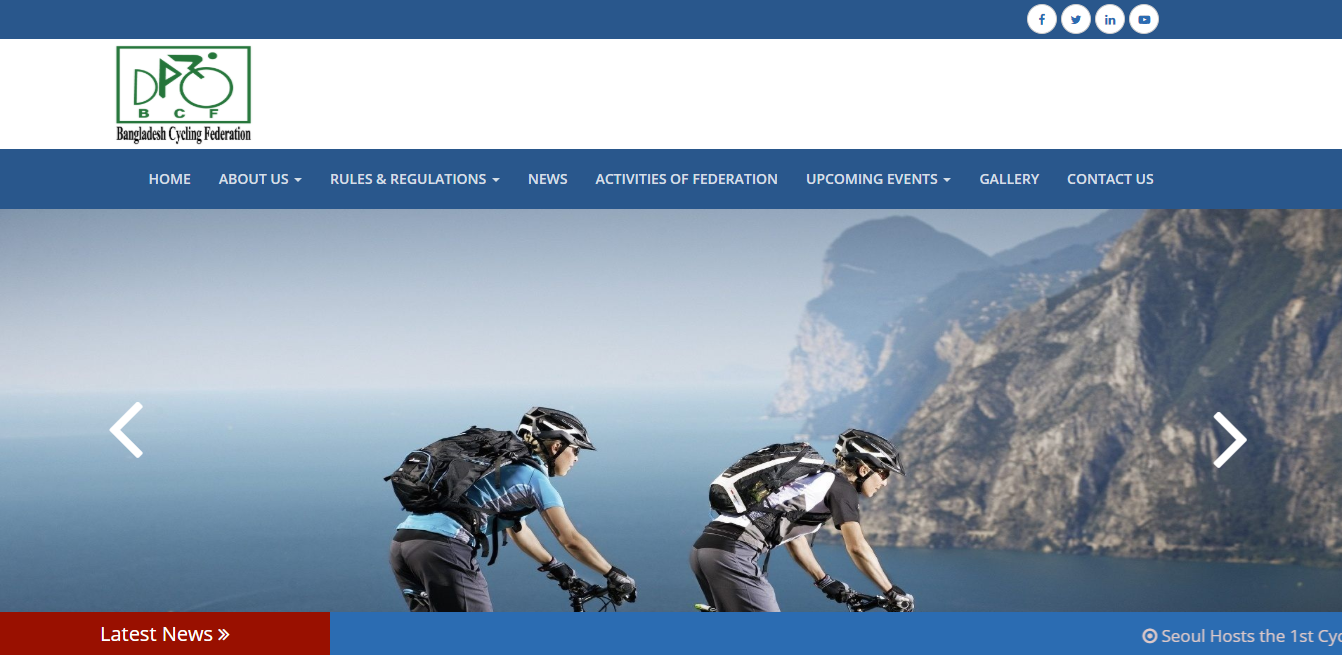 B C F
Bangladesh Cycling Federation
HOME ABOUT US RULES & REGULATIONS NEWS ACTIVITIES OF FEDERATION UPCOMING EVENTS GALLERY CONTACT US
Latest News » Seoul Hosts the 1st Cyc